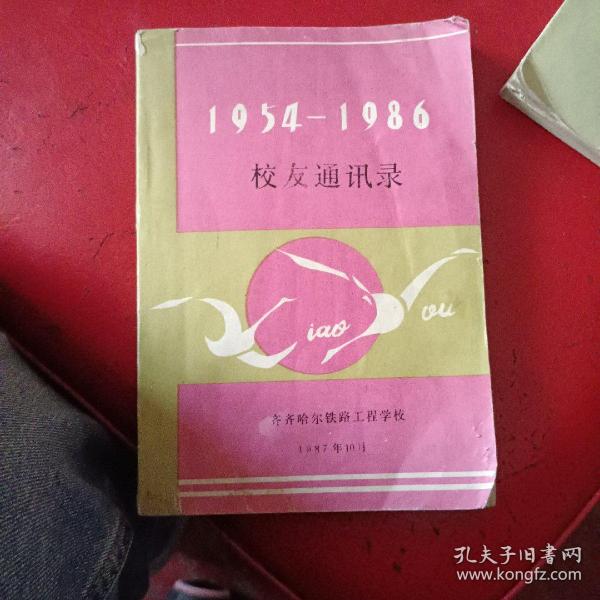 1954-1986
校友通讯录
iao
ou
齐齐哈尔铁路工程学校
1987年10月
孔夫子旧书网
www.kongfz.com